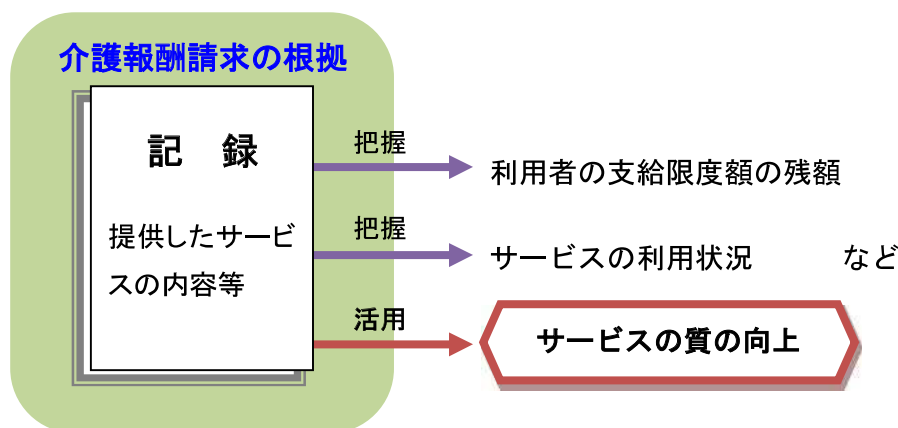 介護報酬請求の根拠
記　録
提供したサービ
スの内容等
把握
利用者の支給限度額の残額
把握
サービスの利用状況　　　など
活用
サービスの質の向上